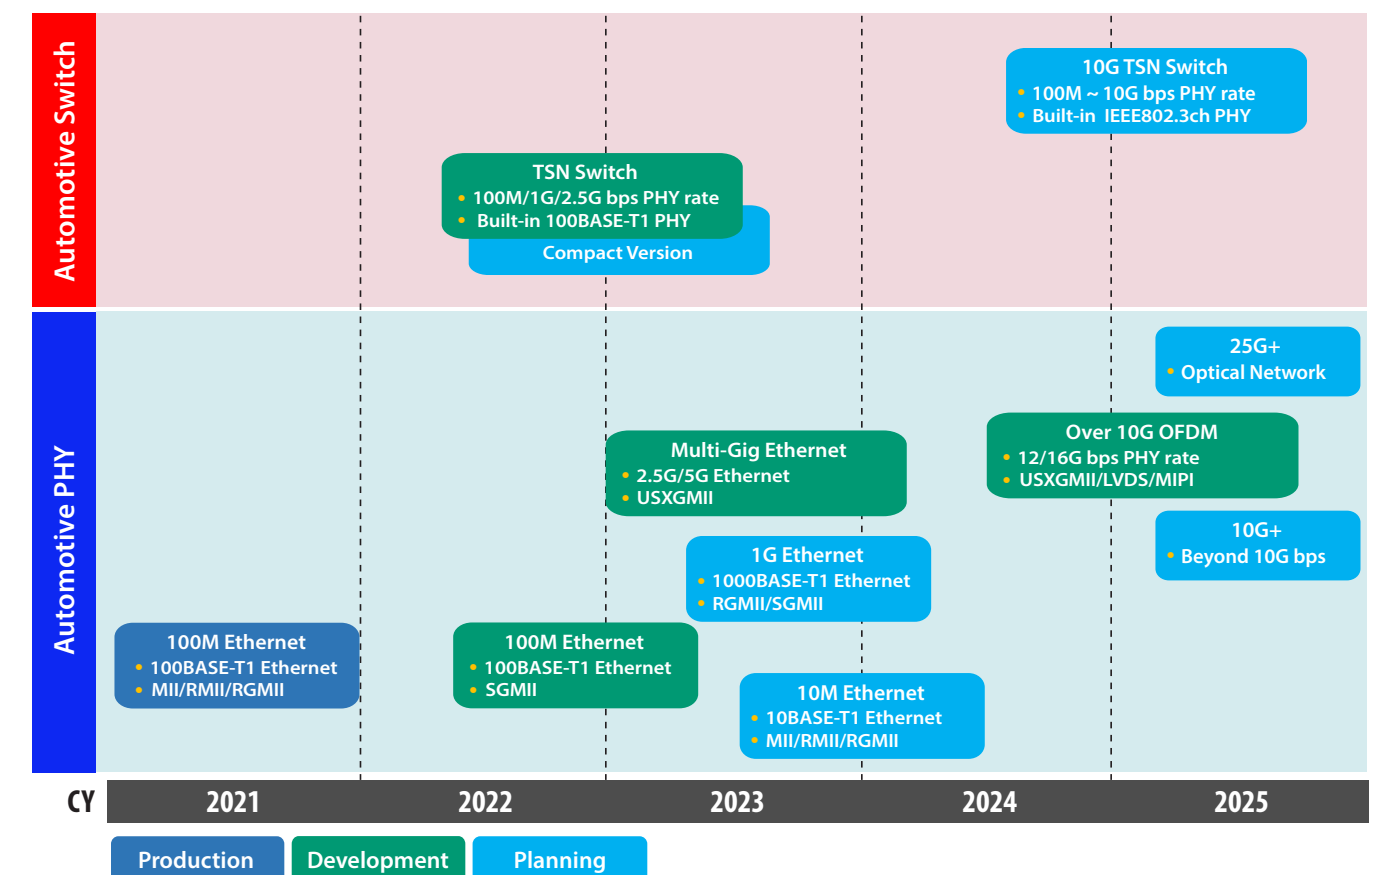 Automotive Switch
10G TSN Switch
• 100M ~ 10G bps PHY rate
• Built-in IEEE802.3ch PHY
TSN Switch
• 100M/1G/2.5G bps PHY rate
• Built-in 100BASE-T1 PHY
Compact Version
Automotive PHY
25G+
• Optical Network
Over 10G OFDM
• 12/16G bps PHY rate
• USXGMII/LVDS/MIPI
Multi-Gig Ethernet
• 2.5G/5G Ethernet
• USXGMII
10G+
• Beyond 10G bps
1G Ethernet
• 1000BASE-T1 Ethernet
• RGMII/SGMII
100M Ethernet
• 100BASE-T1 Ethernet
• MII/RMII/RGMII
100M Ethernet
• 100BASE-T1 Ethernet
• SGMII
10M Ethernet
• 10BASE-T1 Ethernet
• MII/RMII/RGMII
CY 2021 2022 2023 2024 2025
Production Development Planning